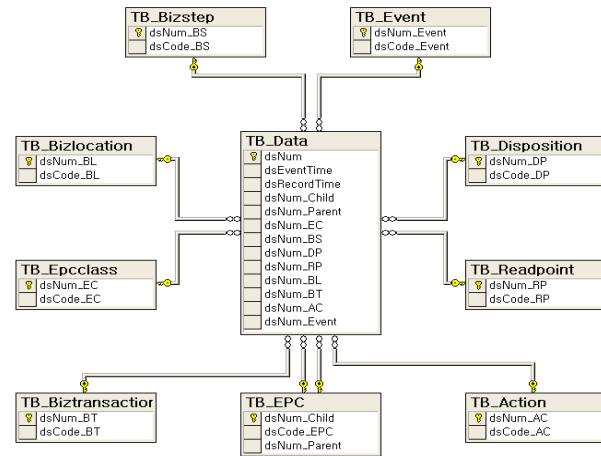 TB_Bizstep
dsNum_BS
dsCode_BS
TB_Event
dsNum_Event
dsCode_Event
TB_Bizlocation
dsNum_BL
dsCode_BL
TB_Data
dsNum
dsEventTime
dsRecordTime
dsNum_Child
dsNum_Parent
dsNum_EC
dsNum_BS
dsNum_DP
dsNum_RP
dsNum_BL
dsNum_BT
dsNum_AC
dsNum_Event
TB_Disposition
dsNum_DP
dsCode_DP
TB_Epcclass
dsNum_EC
dsCode_EC
TB_Readpoint
dsNum_RP
dsCode_RP
TB_Biztransaction
dsNum_BT
dsCode_BT
TB_EPC
dsNum_Child
dsCode_EPC
dsNum_Parent
TB_Action
dsNum_AC
dsCode_AC